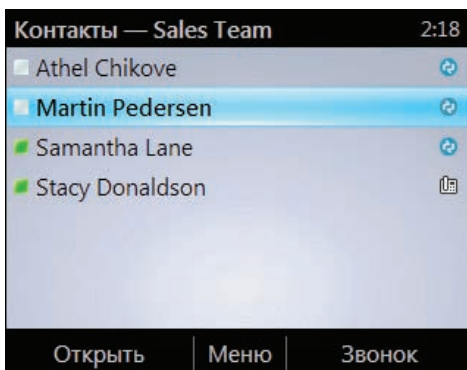 Контакты — Sales Team 2:18
Athel Chikove
Martin Pedersen
Samantha Lane
Stacy Donaldson
Открыть Меню Звонок